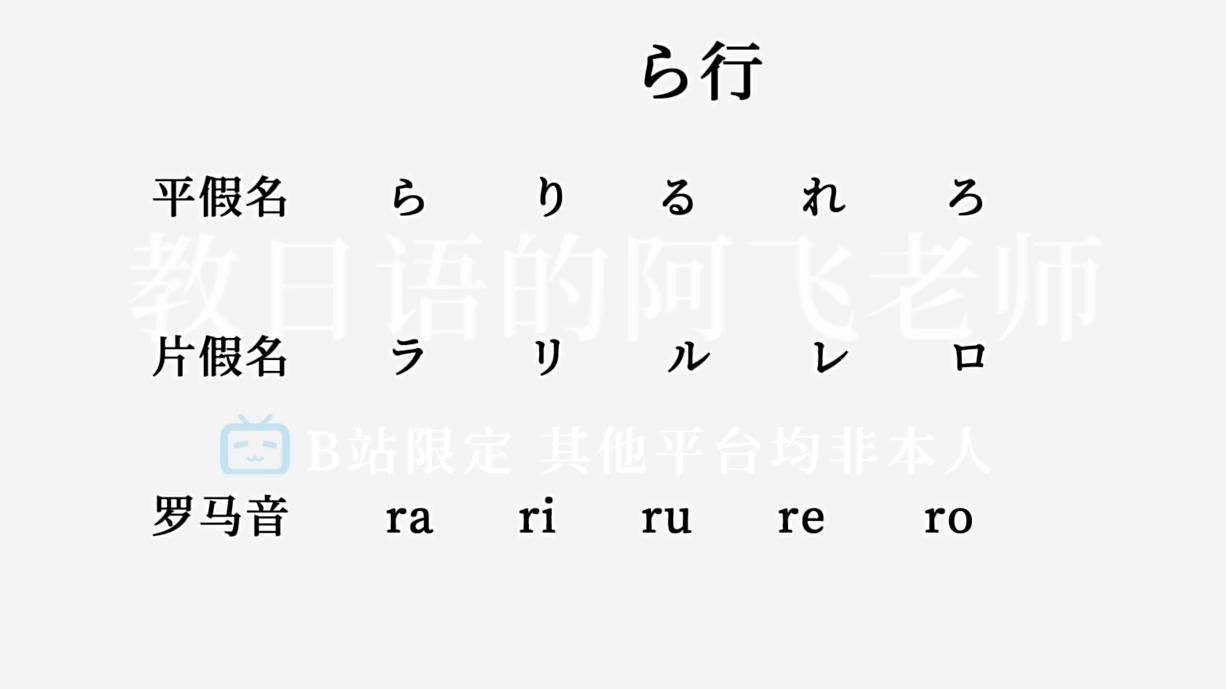 ら行
平假名 ら り る れ ろ
教日语的阿飞老师
片假名 ラ リ ル レ ロ
B站限定 其他平台均非本人
罗马音 ra ri ru re ro